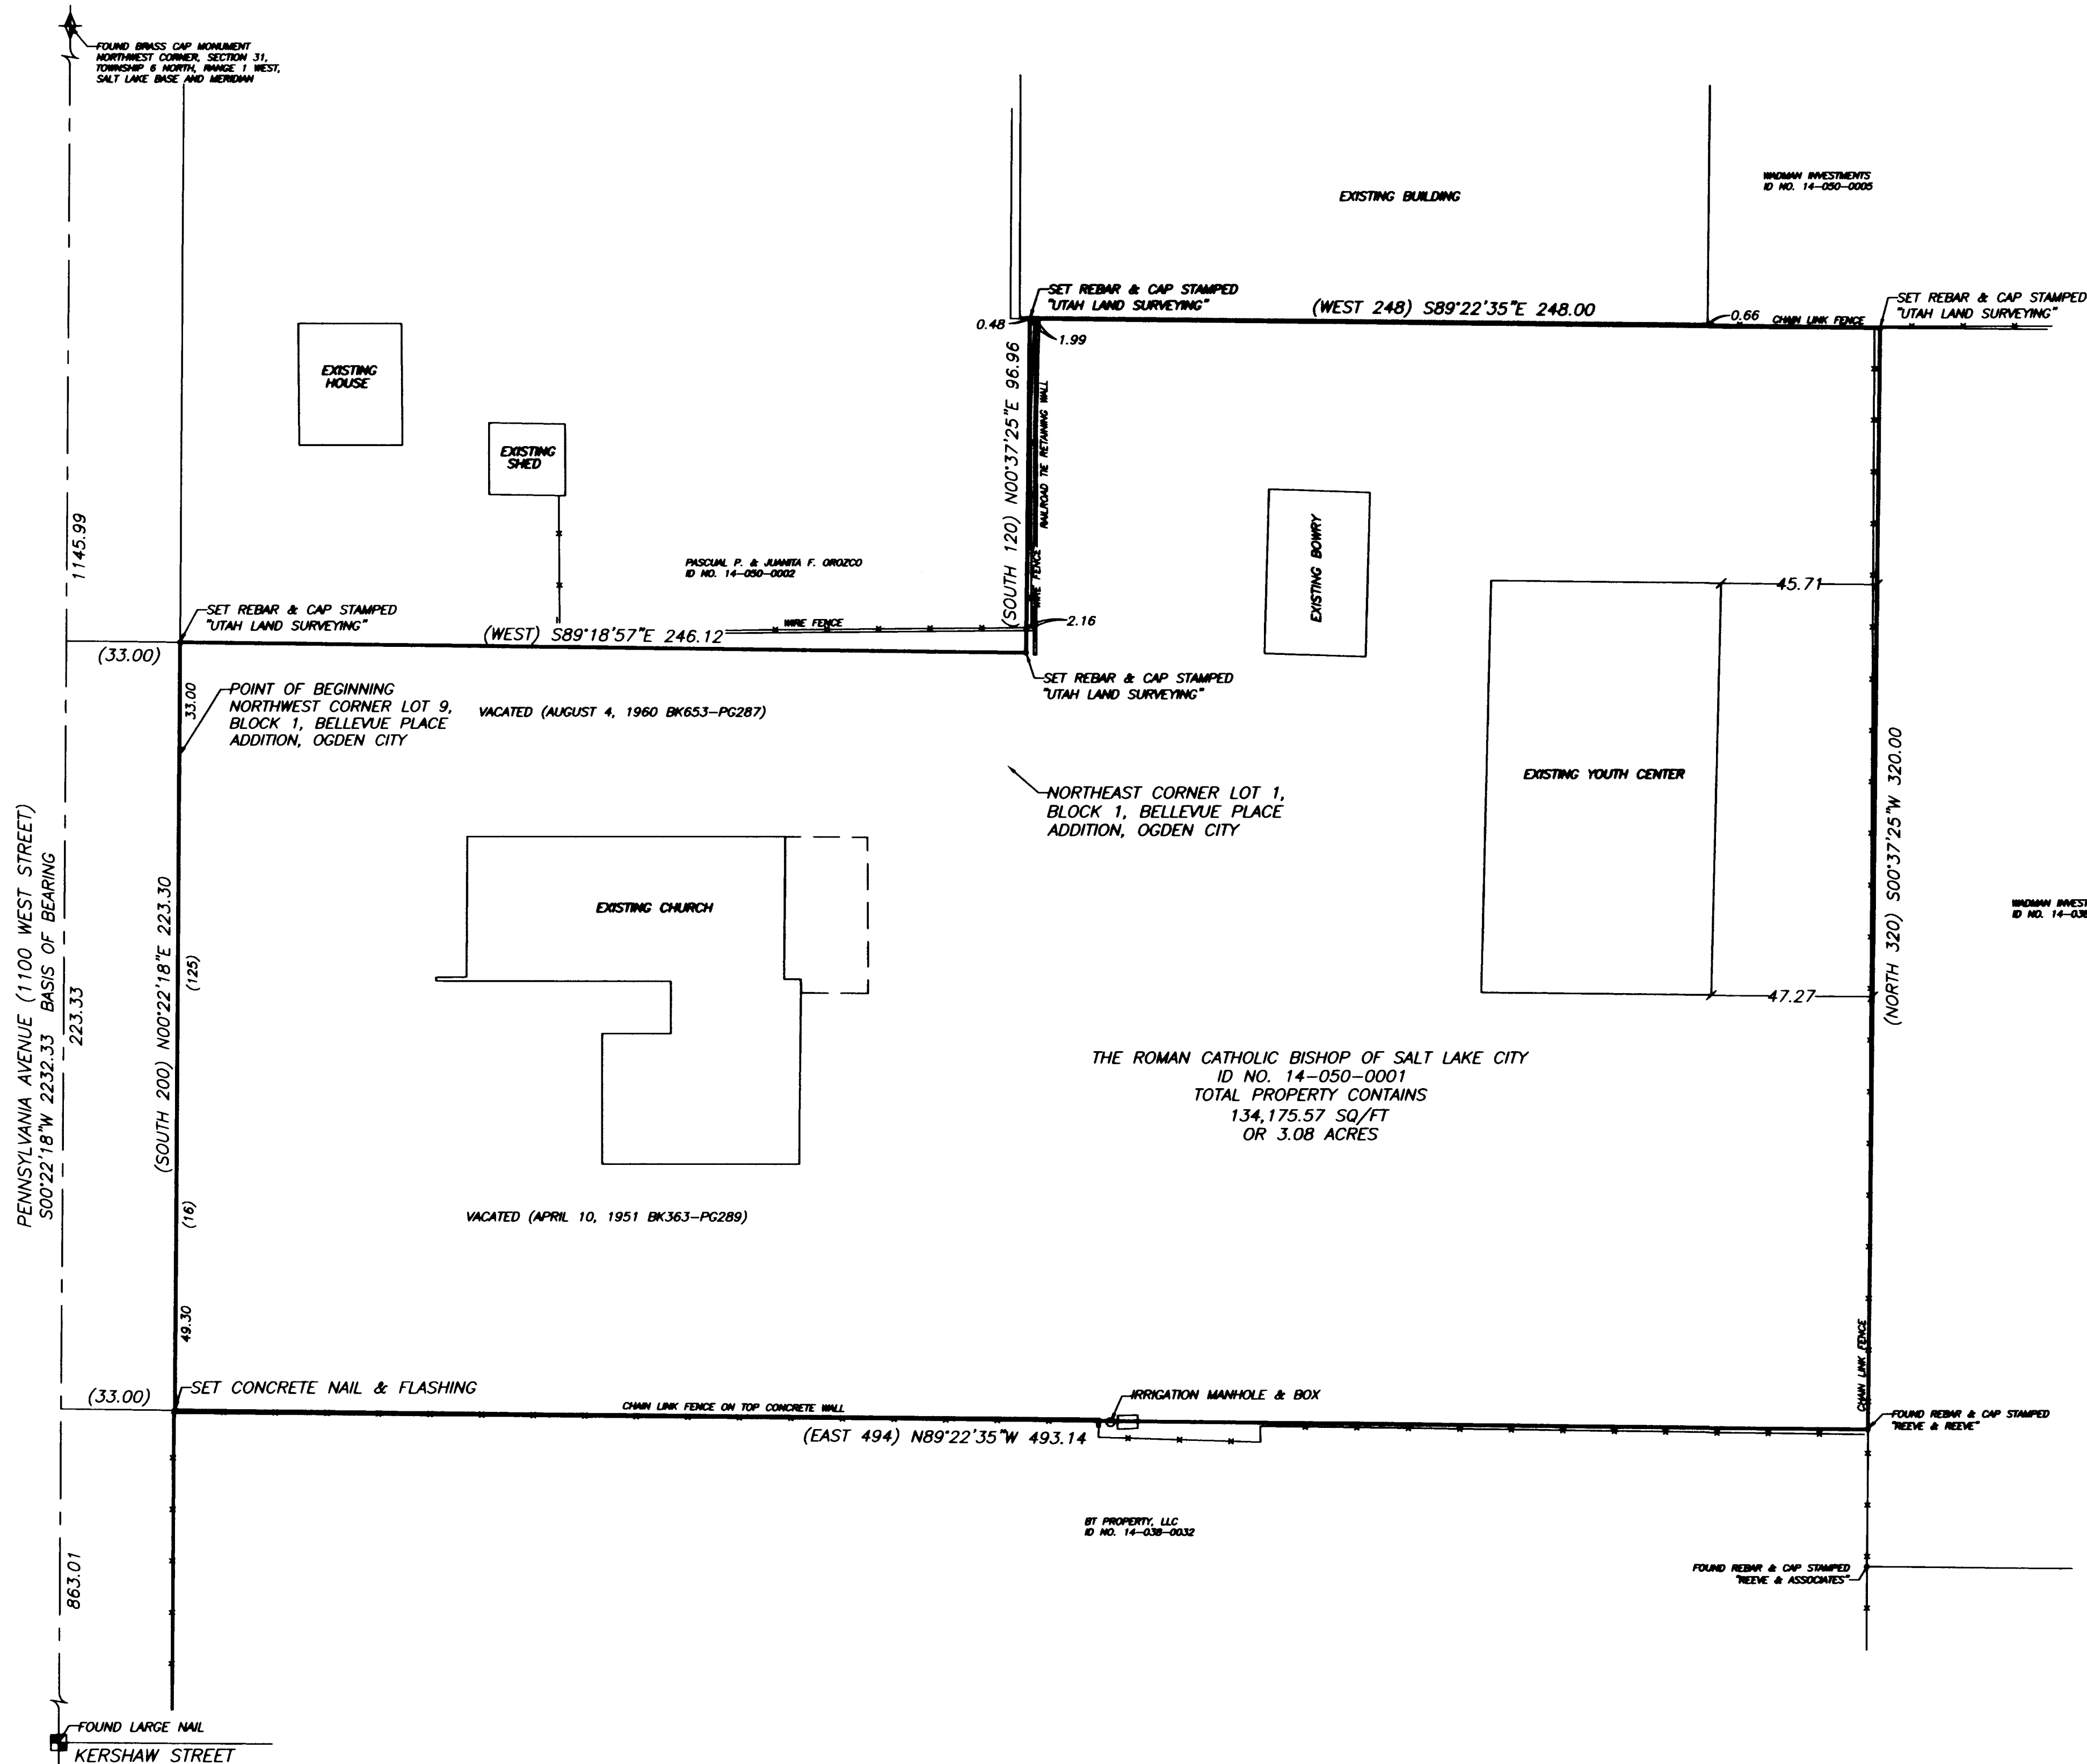 FOUND BRASS CAP MONUMENT
NORTHWEST CORNER, SECTION 31,
TOWNSHIP 6 NORTH, RANGE 1 WEST,
SALT LAKE BASE AND MERIDIAN
EXISTING BUILDING
WADMAN INVESTMENTS
ID NO. 14-050-0005
SET REBAR & CAP STAMPED
"UTAH LAND SURVEYING"
(WEST 248) S89°22'35"E 248.00
SET REBAR & CAP STAMPED
"UTAH LAND SURVEYING"
0.48
0.66
CHAIN LINK FENCE
1.99
EXISTING
HOUSE
EXISTING
SHED
(SOUTH 120) N00°37'25"E 96.96
RAILROAD TIE RETAINING WALL
WIRE FENCE
EXISTING BOWRY
1145.99
PASCUAL P. & JUANITA F. OROZCO
ID NO. 14-050-0002
45.71
SET REBAR & CAP STAMPED
"UTAH LAND SURVEYING"
(WEST) S89°18'57"E 246.12
WIRE FENCE
2.16
(33.00)
SET REBAR & CAP STAMPED
"UTAH LAND SURVEYING"
33.00
POINT OF BEGINNING
NORTHWEST CORNER LOT 9,
BLOCK 1, BELLEVUE PLACE
ADDITION, OGDEN CITY
VACATED (AUGUST 4, 1960 BK653-PG287)
NORTHEAST CORNER LOT 1,
BLOCK 1, BELLEVUE PLACE
ADDITION, OGDEN CITY
EXISTING YOUTH CENTER
(NORTH 320) S00°37'25"W 320.00
PENNSYLVANIA AVENUE (1100 WEST STREET)
S00°22'18"W 2232.33 BASIS OF BEARING
223.33
(SOUTH 200) N00°22'18"E 223.30
(125)
EXISTING CHURCH
WADMAN
ID NO.
47.27
THE ROMAN CATHOLIC BISHOP OF SALT LAKE CITY
ID NO. 14-050-0001
TOTAL PROPERTY CONTAINS
134,175.57 SQ/FT
OR 3.08 ACRES
(16)
VACATED (APRIL 10, 1951 BK363-PG289)
49.30
CHAIN LINK FENCE
(33.00)
SET CONCRETE NAIL & FLASHING
CHAIN LINK FENCE ON TOP CONCRETE WALL
IRRIGATION MANHOLE & BOX
(EAST 494) N89°22'35"W 493.14
FOUND REBAR & CAP STAMPED
"REEVE & REEVE"
BT PROPERTY, LLC
ID NO. 14-038-0032
863.01
FOUND REBAR & CAP STAMPED
"REEVE & ASSOCIATES"
FOUND LARGE NAIL
KERSHAW STREET